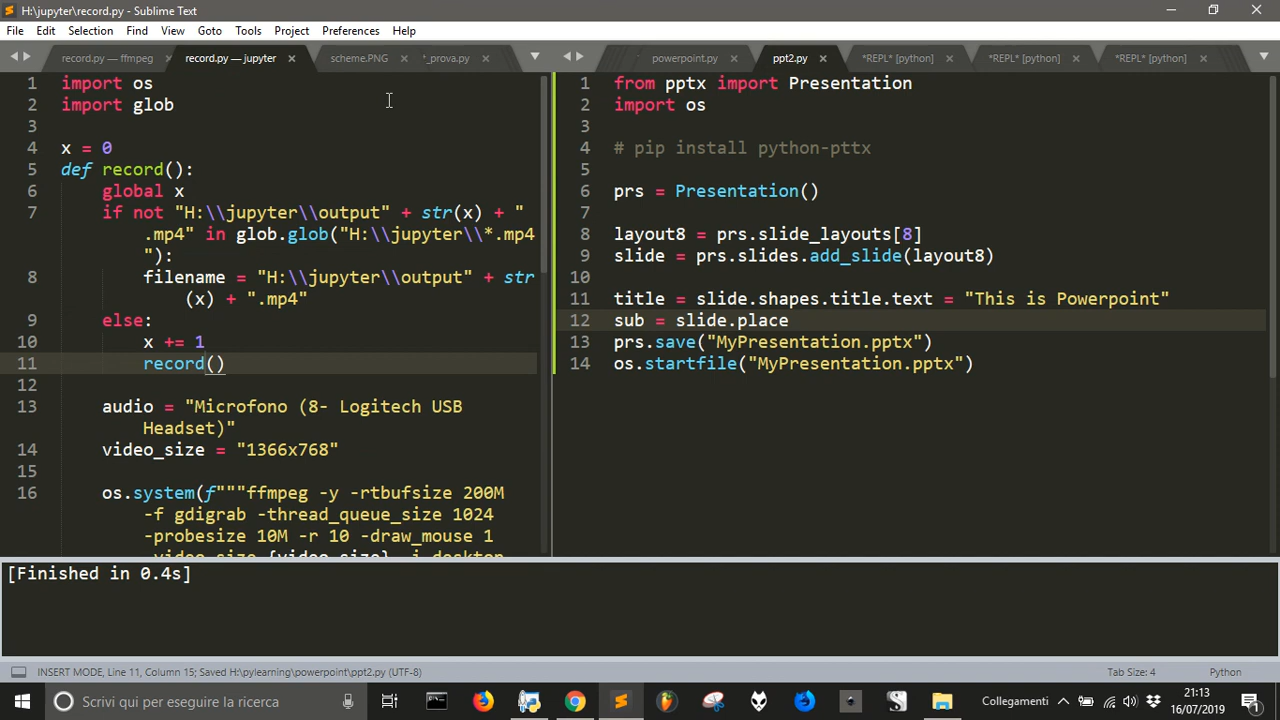 H:\jupyter\record.py - Sublime Text
File Edit Selection Find View Goto Tools Project Preferences Help
record.py — ffmpeg record.py — jupyter scheme.PNG *_prova.py
powerpoint.py ppt2.py *REPL* [python] *REPL* [python] *REPL* [python]
1 import os
2 import glob
3
4 x = 0
5 def record():
6 global x
7 if not "H:\\jupyter\\output" + str(x) + "
.mp4" in glob.glob("H:\\jupyter\\*.mp4
"):
8 filename = "H:\\jupyter\\output" + str
(x) + ".mp4"
9 else:
10 x += 1
11 record()
12
13 audio = "Microfono (8- Logitech USB
Headset)"
14 video_size = "1366x768"
15
16 os.system(f"""ffmpeg -y -rtbufsize 200M
-f gdigrab -thread_queue_size 1024
-probesize 10M -r 10 -draw_mouse 1
-video_size {video_size} -i desktop
1 from pptx import Presentation
2 import os
3
4 # pip install python-pttx
5
6 prs = Presentation()
7
8 layout8 = prs.slide_layouts[8]
9 slide = prs.slides.add_slide(layout8)
10
11 title = slide.shapes.title.text = "This is Powerpoint"
12 sub = slide.place
13 prs.save("MyPresentation.pptx")
14 os.startfile("MyPresentation.pptx")
[Finished in 0.4s]
INSERT MODE, Line 11, Column 15; Saved H:\pylearning\powerpoint\ppt2.py (UTF-8)
Tab Size: 4 Python
Scrivi qui per eseguire la ricerca
Collegamenti
21:13
16/07/2019
1